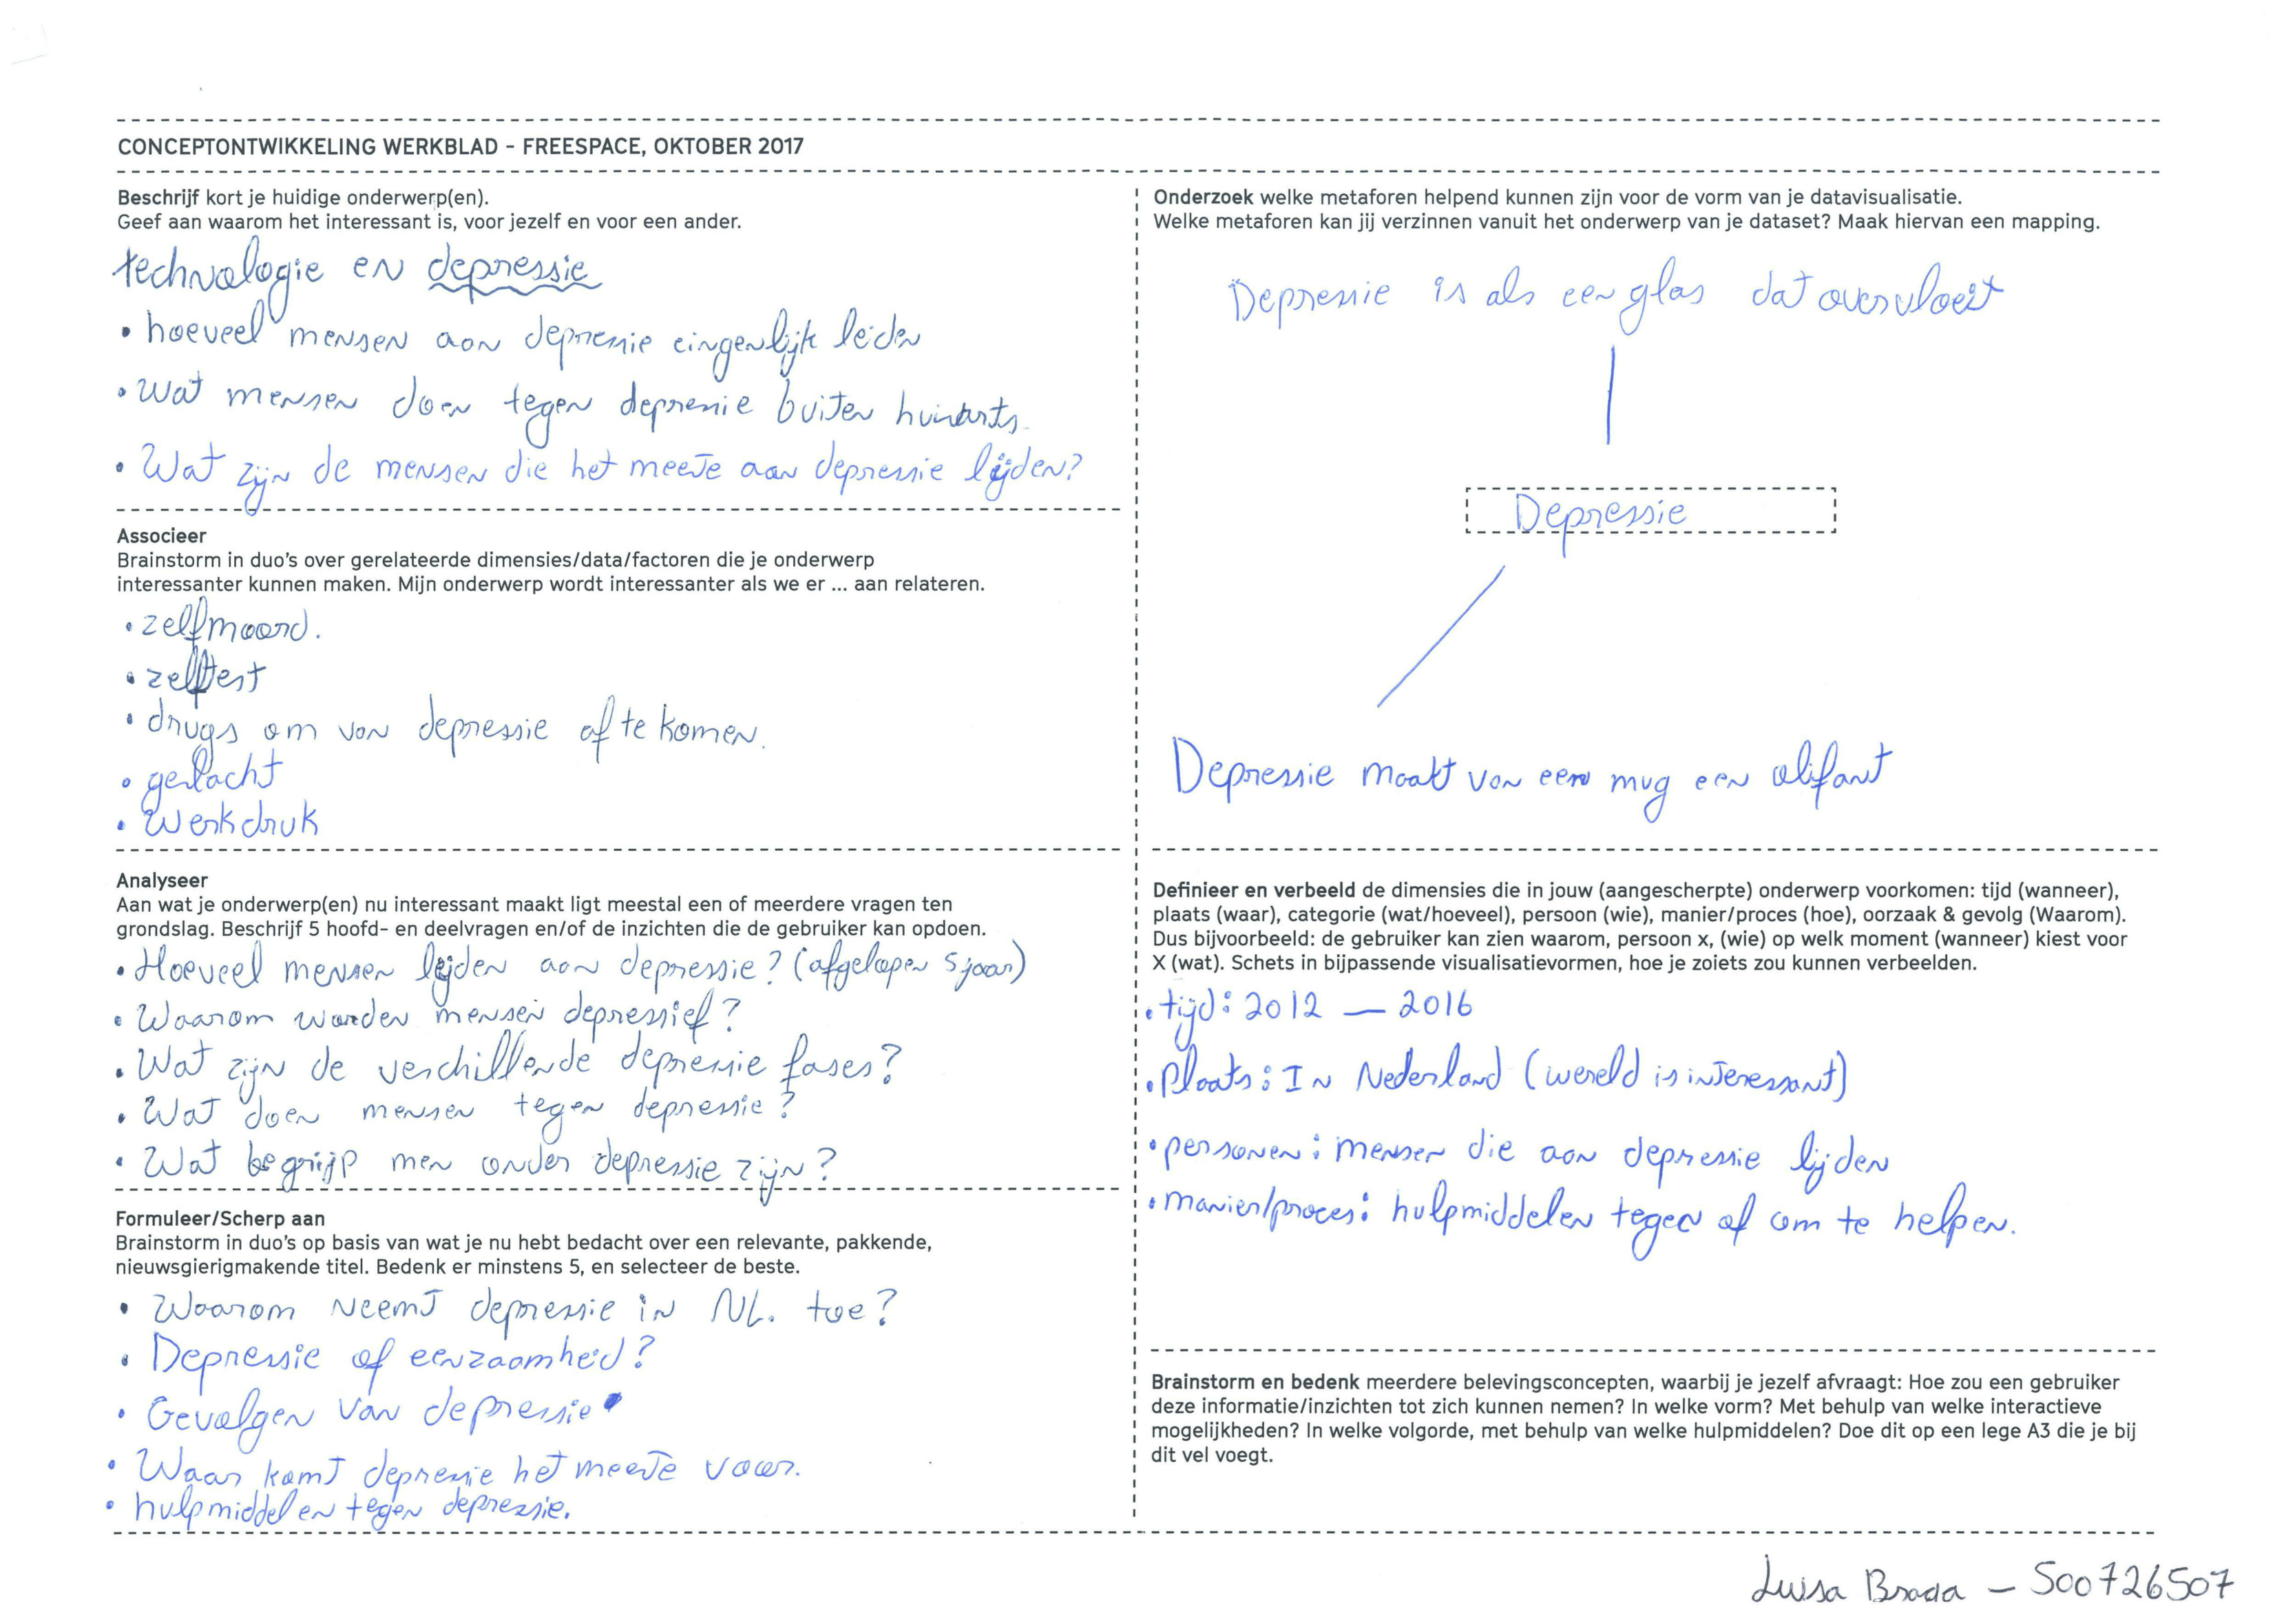 CONCEPTONTWIKKELING WERKBLAD - FREESPACE, OKTOBER 2017
Beschrijf kort je huidige onderwerp(en).
Geef aan waarom het interessant is, voor jezelf en voor een ander.
technologie en depressie
• hoeveel mensen aan depressie eingenlijk leiden
• Wat mensen doen tegen depressie buiten huisarts.
• Wat zijn de mensen die het meeste aan depressie lijden?
Associeer
Brainstorm in duo's over gerelateerde dimensies/data/factoren die je onderwerp
interessanter kunnen maken. Mijn onderwerp wordt interessanter als we er ... aan relateren.
• zelfmoord.
• zelftest
• drugs om van depressie af te komen.
• geslacht
• Werkdruk
Analyseer
Aan wat je onderwerp(en) nu interessant maakt ligt meestal een of meerdere vragen ten
grondslag. Beschrijf 5 hoofd- en deelvragen en/of de inzichten die de gebruiker kan opdoen.
• Hoeveel mensen lijden aan depressie? (afgelopen 5 jaar)
• Waarom worden mensen depressief?
• Wat zijn de verschillende depressie fases?
• Wat doen mensen tegen depressie?
• Wat begrijp men onder depressie zijn?
Formuleer/Scherp aan
Brainstorm in duo's op basis van wat je nu hebt bedacht over een relevante, pakkende,
nieuwsgierigmakende titel. Bedenk er minstens 5, en selecteer de beste.
• Waarom neemt depressie in NL. toe?
• Depressie of eenzaamheid?
• Gevolgen van depressie
• Waar komt depressie het meeste voor.
• hulpmiddelen tegen depressie.
Onderzoek welke metaforen helpend kunnen zijn voor de vorm van je datavisualisatie.
Welke metaforen kan jij verzinnen vanuit het onderwerp van je dataset? Maak hiervan een mapping.
Depressie is als een glas dat overvloeit
Depressie
Depressie maakt van een mug een olifant
Definieer en verbeeld de dimensies die in jouw (aangescherpte) onderwerp voorkomen: tijd (wanneer),
plaats (waar), categorie (wat/hoeveel), persoon (wie), manier/proces (hoe), oorzaak & gevolg (Waarom).
Dus bijvoorbeeld: de gebruiker kan zien waarom, persoon x, (wie) op welk moment (wanneer) kiest voor
X (wat). Schets in bijpassende visualisatievormen, hoe je zoiets zou kunnen verbeelden.
• tijd: 2012 — 2016
• plaats: In Nederland (wereld is interessant)
• personen: mensen die aan depressie lijden
• manier/proces: hulpmiddelen tegen of om te helpen.
Brainstorm en bedenk meerdere belevingsconcepten, waarbij je jezelf afvraagt: Hoe zou een gebruiker
deze informatie/inzichten tot zich kunnen nemen? In welke vorm? Met behulp van welke interactieve
mogelijkheden? In welke volgorde, met behulp van welke hulpmiddelen? Doe dit op een lege A3 die je bij
dit vel voegt.
Luisa Brada — 500726507